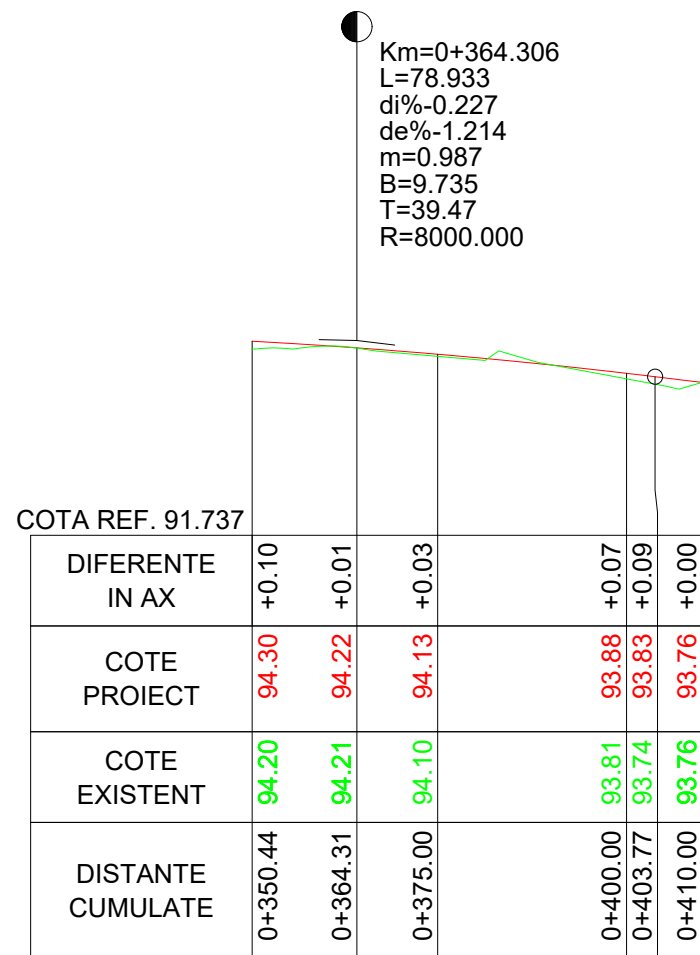 Km=0+364.306
L=78.933
di%-0.227
de%-1.214
m=0.987
B=9.735
T=39.47
R=8000.000
COTA REF. 91.737
DIFERENTE
IN AX
+0.10
+0.01
+0.03
+0.07
+0.09
+0.00
COTE
PROIECT
94.30
94.22
94.13
93.88
93.83
93.76
COTE
EXISTENT
94.20
94.21
94.10
93.81
93.74
93.76
DISTANTE
CUMULATE
0+350.44
0+364.31
0+375.00
0+400.00
0+403.77
0+410.00